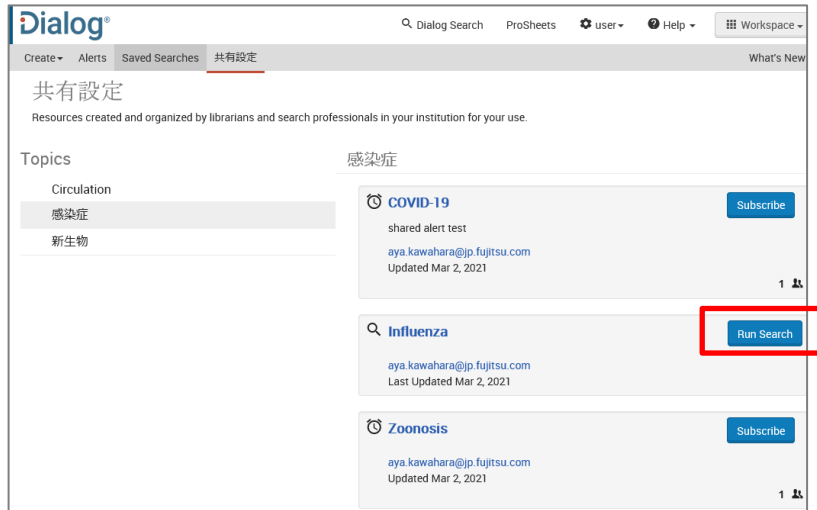 Dialog®
Dialog Search ProSheets user Help Workspace
Create Alerts Saved Searches 共有設定 What's New
共有設定
Resources created and organized by librarians and search professionals in your institution for your use.
Topics
Circulation
感染症
新生物
感染症
COVID-19 Subscribe
shared alert test
aya.kawahara@jp.fujitsu.com
Updated Mar 2, 2021
1
Influenza Run Search
aya.kawahara@jp.fujitsu.com
Last Updated Mar 2, 2021
Zoonosis Subscribe
aya.kawahara@jp.fujitsu.com
Updated Mar 2, 2021
1